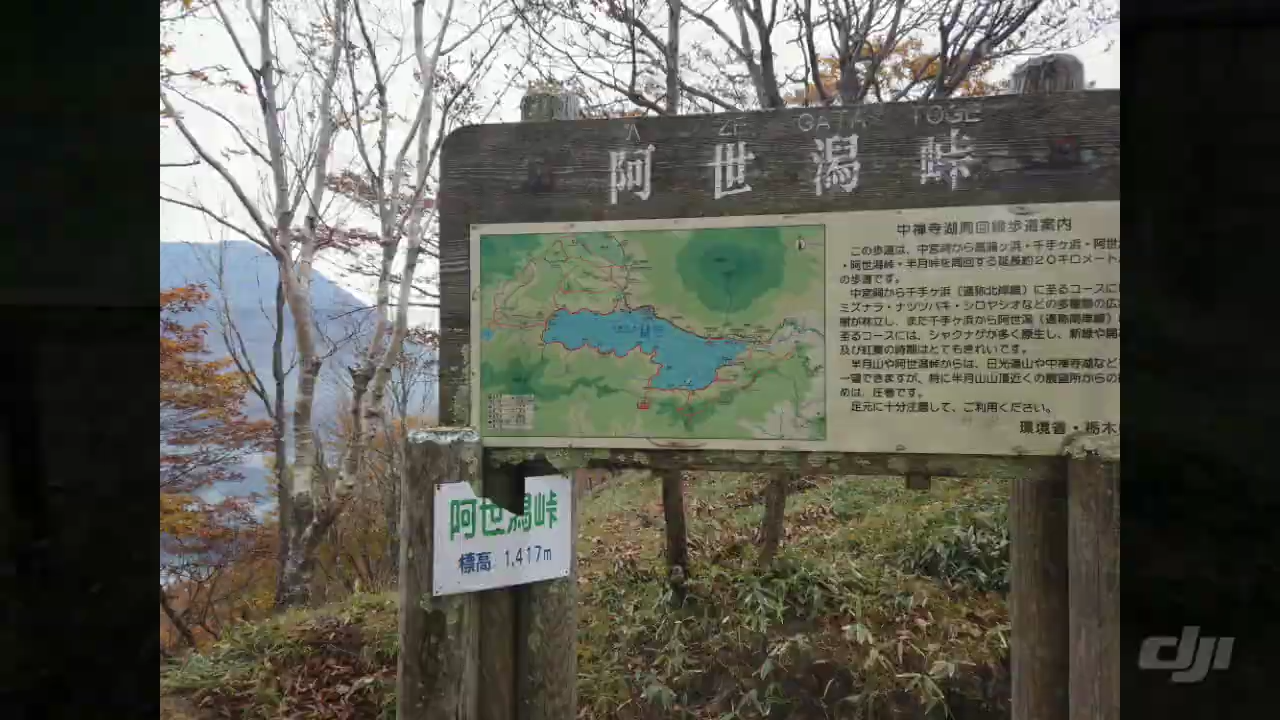 A ZE GATA TOGE
阿世潟峠
中禅寺湖周回線歩道案内
この歩道は、中宮祠から菖蒲ヶ浜・千手ヶ浜・阿世
・阿世潟峠・半月峠を周回する延長約20キロメート
の歩道です。
中宮祠から千手ヶ浜（通称北岸線）に至るコースに
ミズナラ・ナツツバキ・シロヤシオなどの多種類の広
樹が林立し、また千手ヶ浜から阿世潟（通称南岸線）
至るコースには、シャクナゲが多く原生し、新緑や開
及び紅葉の時期はとてもきれいです。
半月山や阿世潟峠からは、日光連山や中禅寺湖など
一望できますが、特に半月山山頂近くの展望所からの
めは、圧巻です。
足元に十分注意して、ご利用ください。
環境省・栃木
阿世潟峠
標高 1,417m
dji